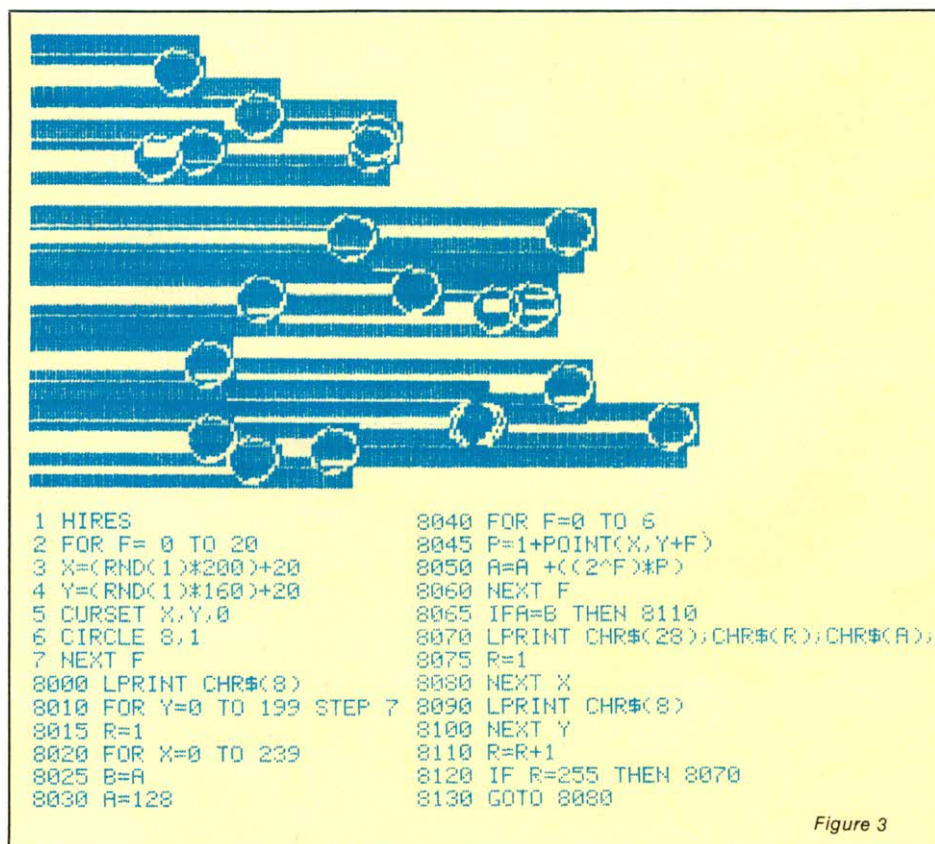 1 HIRES
2 FOR F= 0 TO 20
3 X=(RND(1)*200)+20
4 Y=(RND(1)*160)+20
5 CURSET X,Y,0
6 CIRCLE 8,1
7 NEXT F
8000 LPRINT CHR$(8)
8010 FOR Y=0 TO 199 STEP 7
8015 R=1
8020 FOR X=0 TO 239
8025 B=A
8030 A=128
8040 FOR F=0 TO 6
8045 P=1+POINT(X,Y+F)
8050 A=A +((2^F)*P)
8060 NEXT F
8065 IFA=B THEN 8110
8070 LPRINT CHR$(28);CHR$(R);CHR$(A);
8075 R=1
8080 NEXT X
8090 LPRINT CHR$(8)
8100 NEXT Y
8110 R=R+1
8120 IF R=255 THEN 8070
8130 GOTO 8080
Figure 3